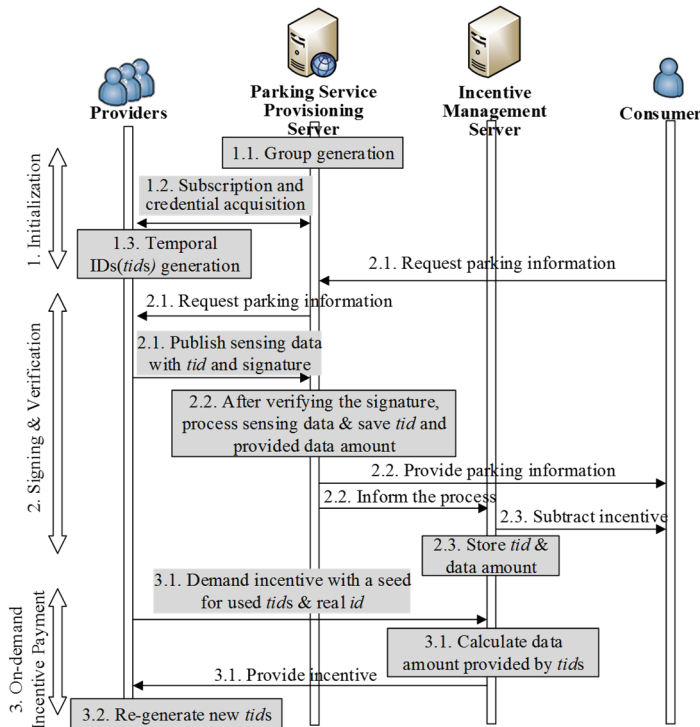 Providers
Parking Service
Provisioning
Server
Incentive
Management
Server
Consumer
1. Initialization
1.1. Group generation
1.2. Subscription and
credential acquisition
1.3. Temporal
IDs(tids) generation
2.1. Request parking information
2. Signing & Verification
2.1. Request parking information
2.1. Publish sensing data
with tid and signature
2.2. After verifying the signature,
process sensing data & save tid and
provided data amount
2.2. Provide parking information
2.2. Inform the process
2.3. Subtract incentive
2.3. Store tid &
data amount
3. On-demand
Incentive Payment
3.1. Demand incentive with a seed
for used tids & real id
3.1. Calculate data
amount provided by tids
3.1. Provide incentive
3.2. Re-generate new tids